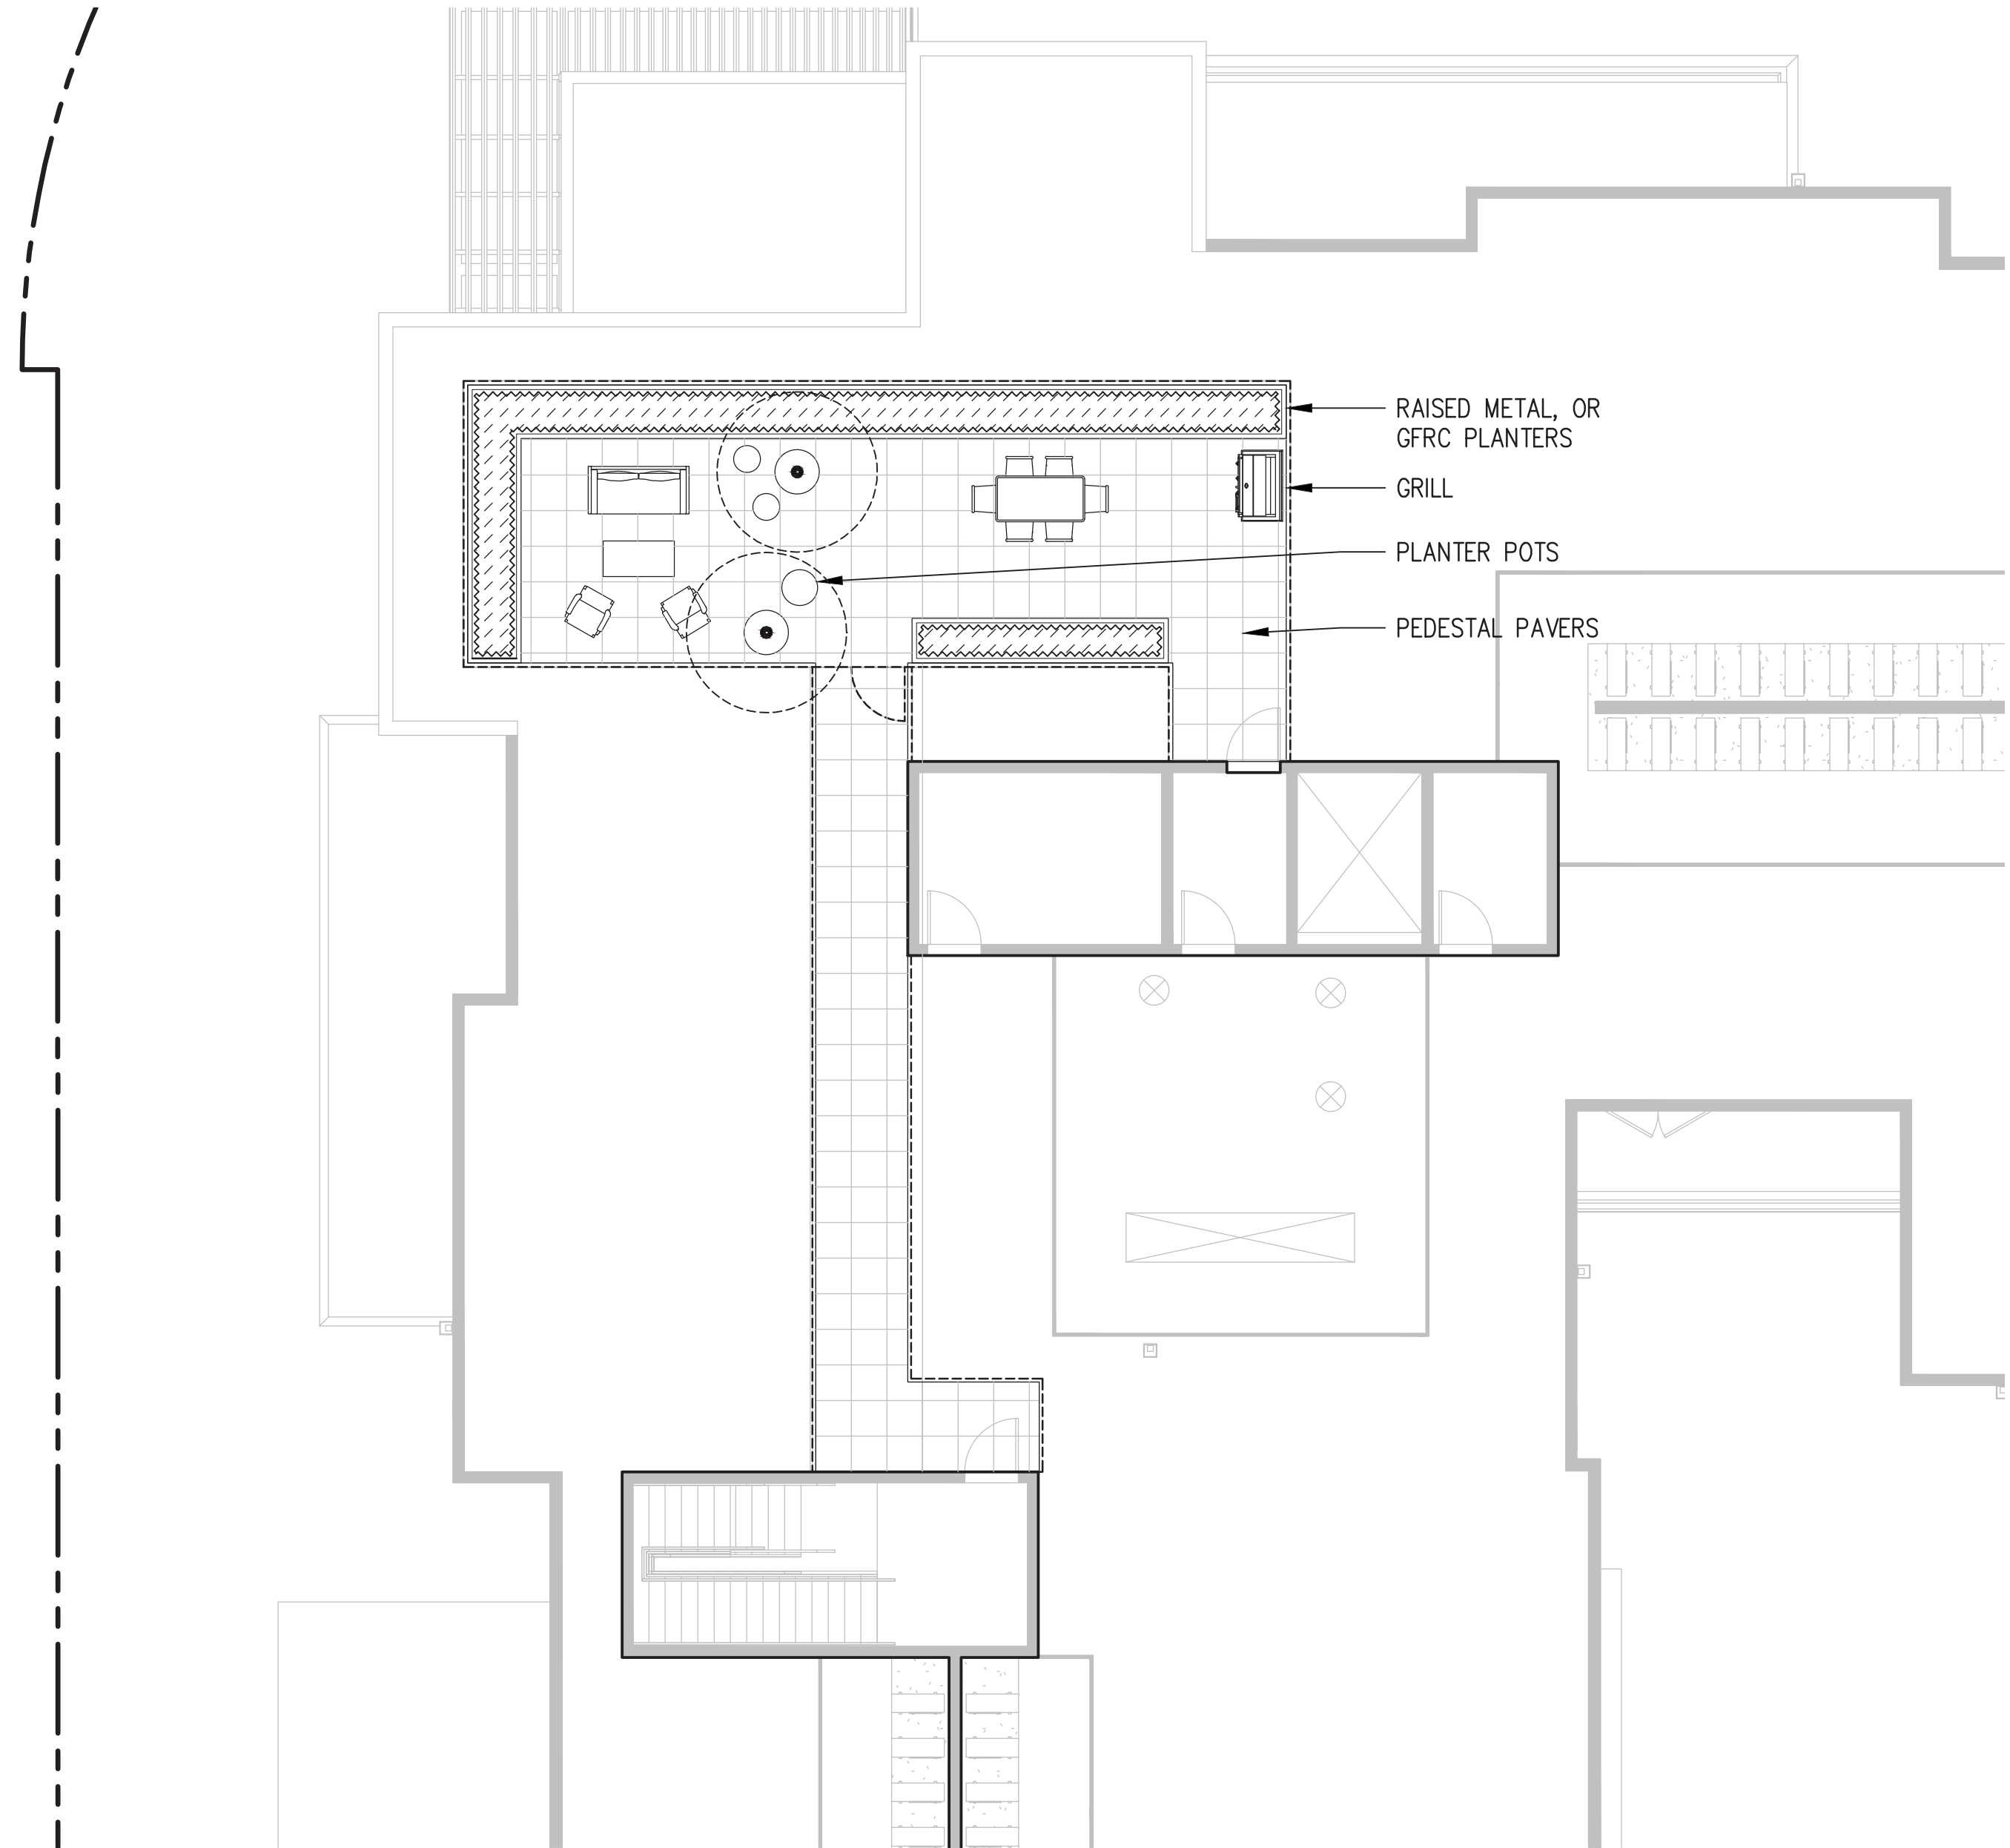 RAISED METAL, OR
GFRC PLANTERS
GRILL
PLANTER POTS
PEDESTAL PAVERS